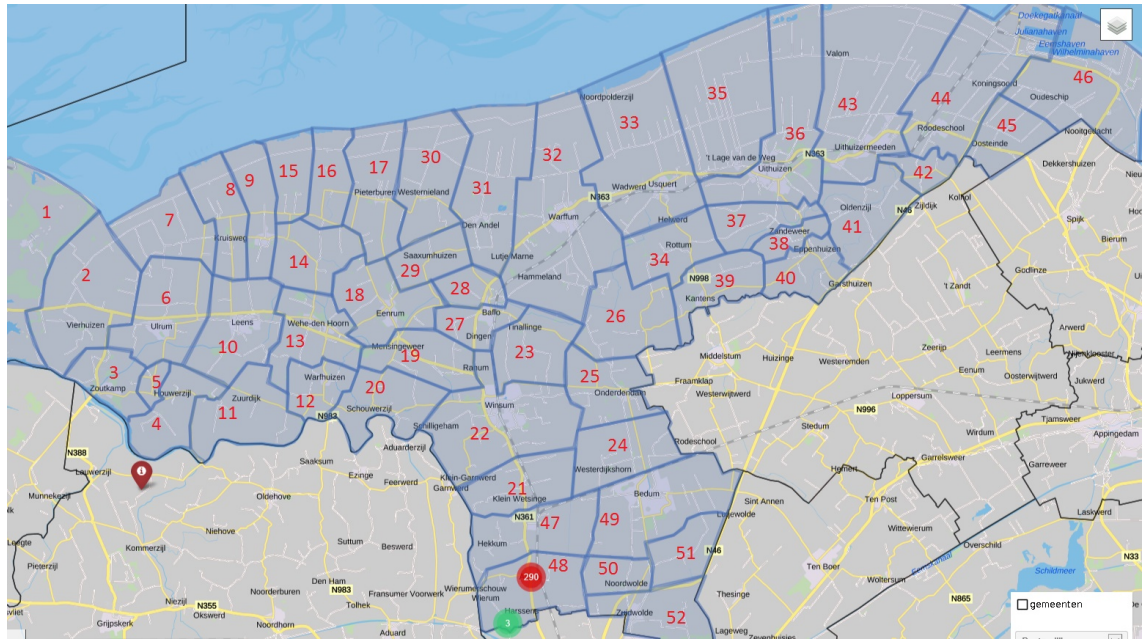 Doekegatkanaal
Julianahaven
Eemshaven
Wilhelminahaven
Valom
Koningsoord
46
Noordpolderzijl
35
43
44
Oudeschip
33
36
Roodeschool
45
Nooitgedacht
Oosteinde
30
15
16
17
32
't Lage van de Weg
N363
Uithuizermeeden
Dekkershuizen
8
9
31
Uithuizen
42
Pieterburen
Westernieland
Wadwerd
Usquert
N363
Kolhol
1
7
Warffum
Oldenzijl
Zijldijk
N46
Spijk
Kruisweg
Den Andel
Helwerd
37
Zandeweer
41
Bierum
14
Saaxumhuizen
Rottum
38
Eppenhuizen
2
29
Lutje Marne
34
Godlinze
6
18
28
Hammeland
N998
39
40
Garsthuizen
't Zandt
Kantens
Vierhuizen
Ulrum
Leens
Wehe-den Hoorn
Eenrum
Baflo
26
27
Tinallinge
Arwerd
10
13
Mensingeweer
Dingen
19
23
Middelstum
Huizinge
Zeerijp
Leermens
Nijenklooster
3
5
Ranum
Westeremden
Zoutkamp
Houwerzijl
Warfhuizen
20
25
Fraamklap
Eenum
Oosterwijtwerd
Jukwerd
Zuurdijk
12
Onderdendam
Westerwijtwerd
Loppersum
4
11
N983
Schouwerzijl
Winsum
N996
Tjamsweer
Schilligeham
22
24
Rodeschool
Stedum
Wirdum
Appingedam
N388
Aduarderzijl
Garrelsweer
Lauwerzijl
Saaksum
Ezinge
Feerwerd
Klein-Garnwerd
Garnwerd
Westerdijkshorn
Hemert
Garreweer
21
Munnekezijl
Oldehove
Klein Wetsinge
Bedum
Sint Annen
Ten Post
Laskwerd
N361
47
49
Lutjewolde
Niehove
Wittewierum
Kommerzijl
Suttum
Beswerd
Hekkum
51
N46
Overschild
N33
Pieterzijl
48
50
Ten Boer
Schildmeer
290
Den Ham
Noordwolde
Woltersum
Eemskanaal
Noorderburen
N983
Fransumer Voorwerk
Wierumerschouw
Wierum
Thesinge
N865
Niezijl
N355
Tolhek
Harssens
52
gemeenten
Grijpskerk
Okswerd
Noordhorn
Aduard
3
Zuidwolde
Lageweg
Zevenhuisjes